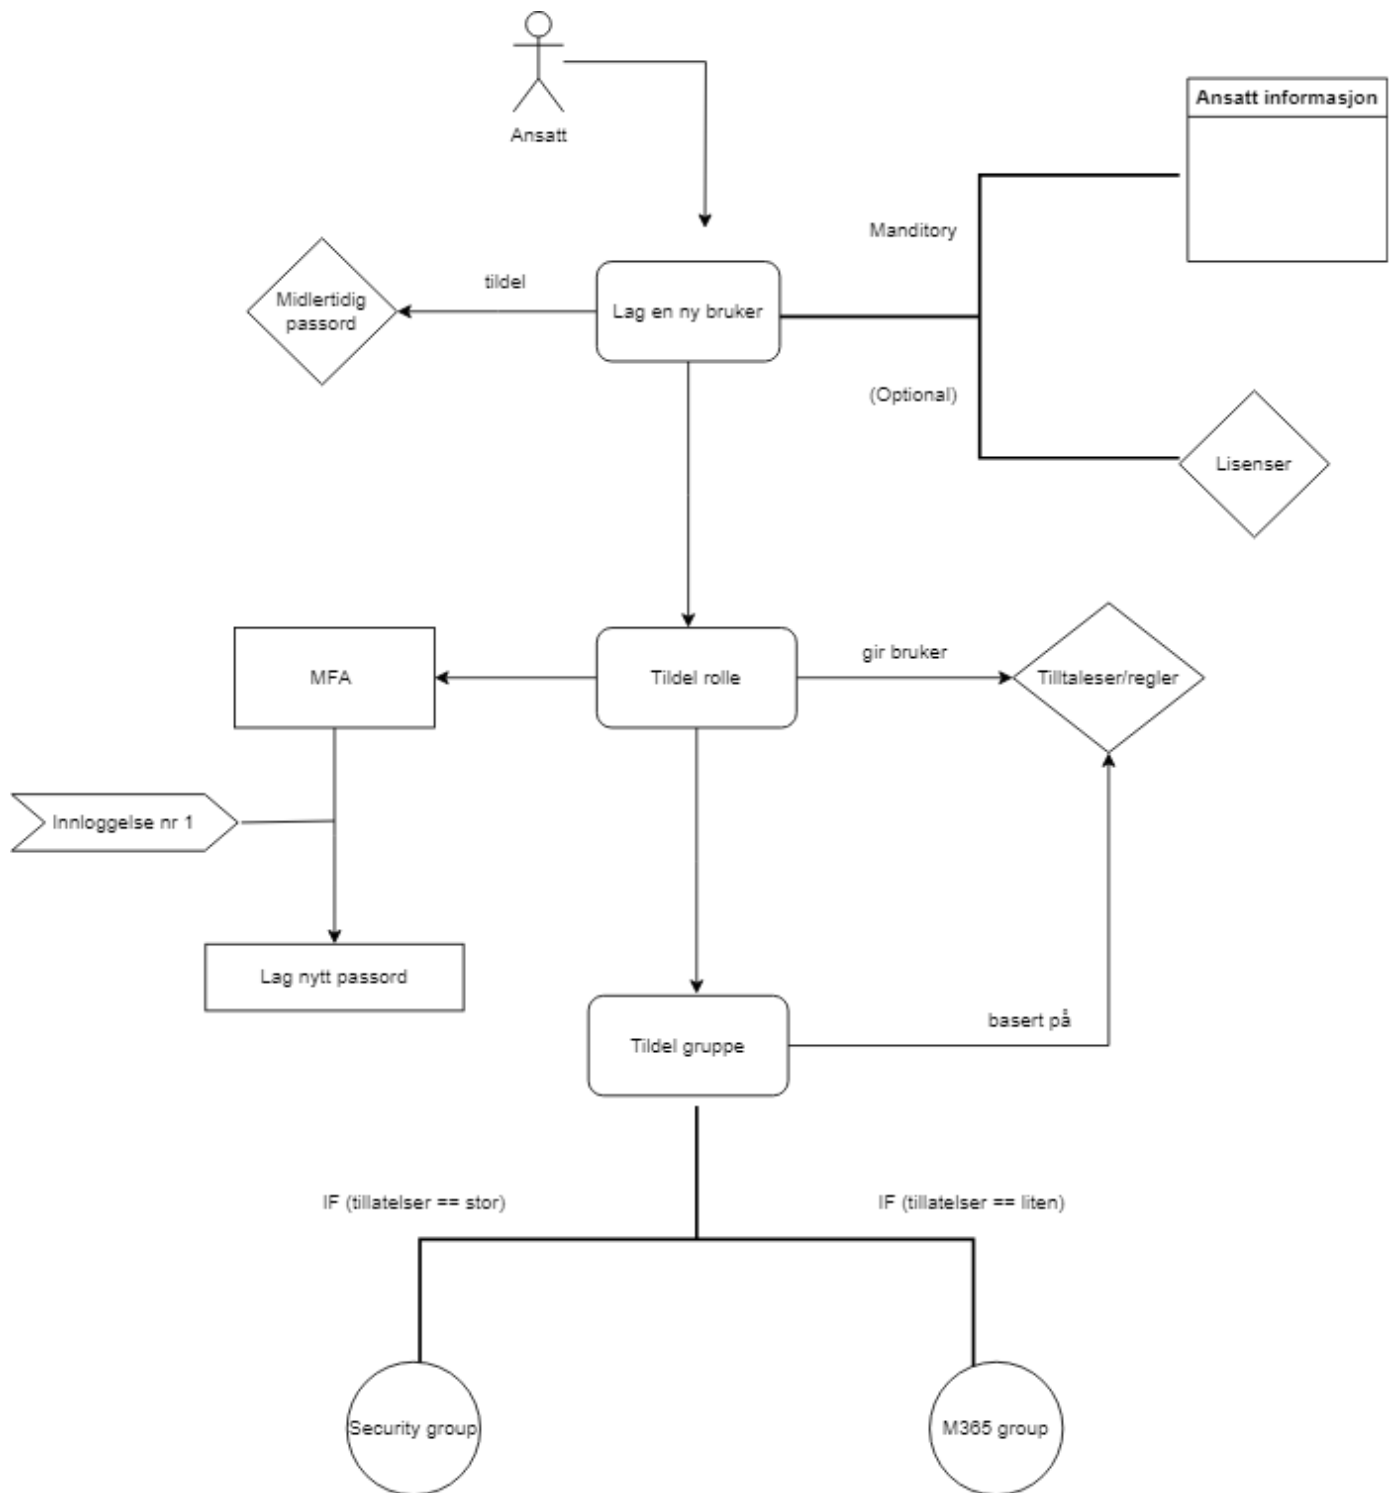 Ansatt
Ansatt informasjon
Manditory
tildel
Midlertidig
passord
Lag en ny bruker
(Optional)
Lisenser
MFA
Tildel rolle
gir bruker
Tilltaleser/regler
Innloggelse nr 1
Lag nytt passord
basert på
Tildel gruppe
IF (tillatelser == stor)
IF (tillatelser == liten)
Security group
M365 group